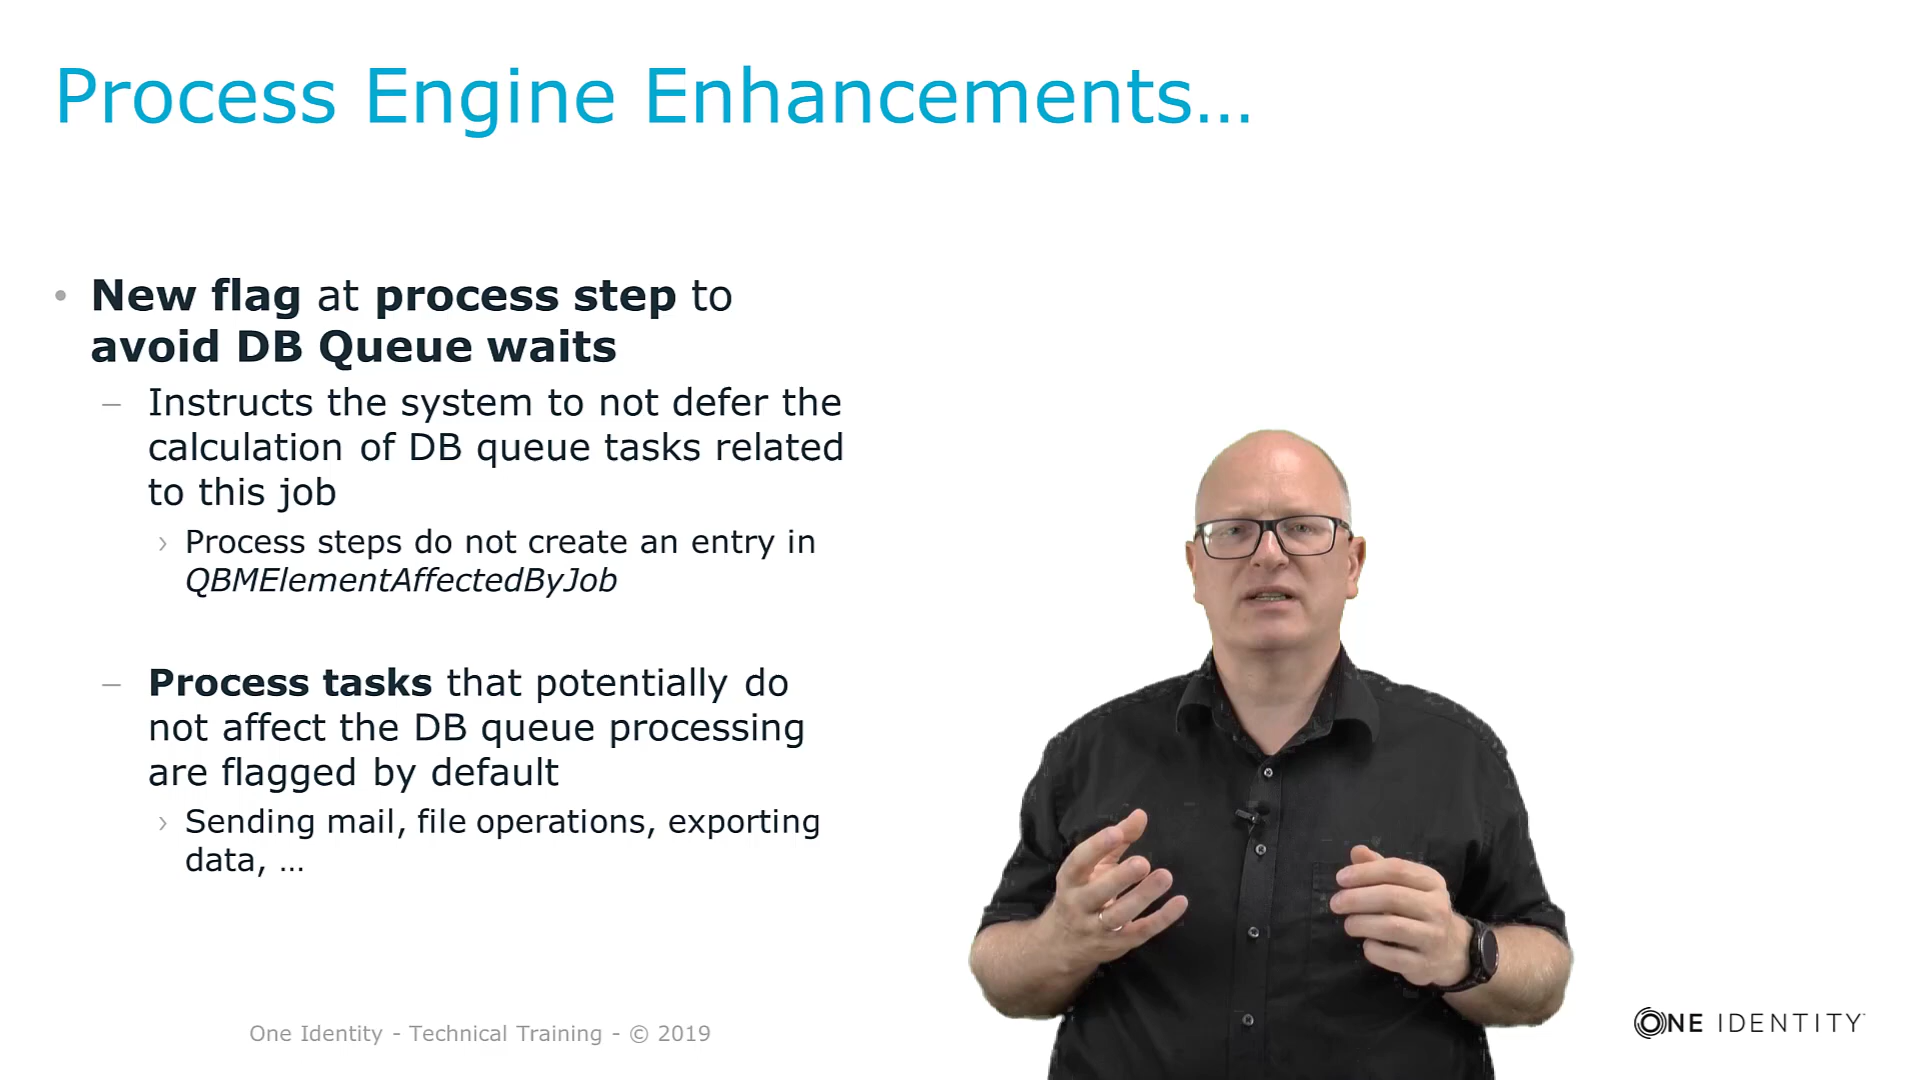 Process Engine Enhancements…
• New flag at process step to
avoid DB Queue waits
– Instructs the system to not defer the
calculation of DB queue tasks related
to this job
› Process steps do not create an entry in
QBMElementAffectedByJob
– Process tasks that potentially do
not affect the DB queue processing
are flagged by default
› Sending mail, file operations, exporting
data, …
One Identity - Technical Training - © 2019
ONE IDENTITY